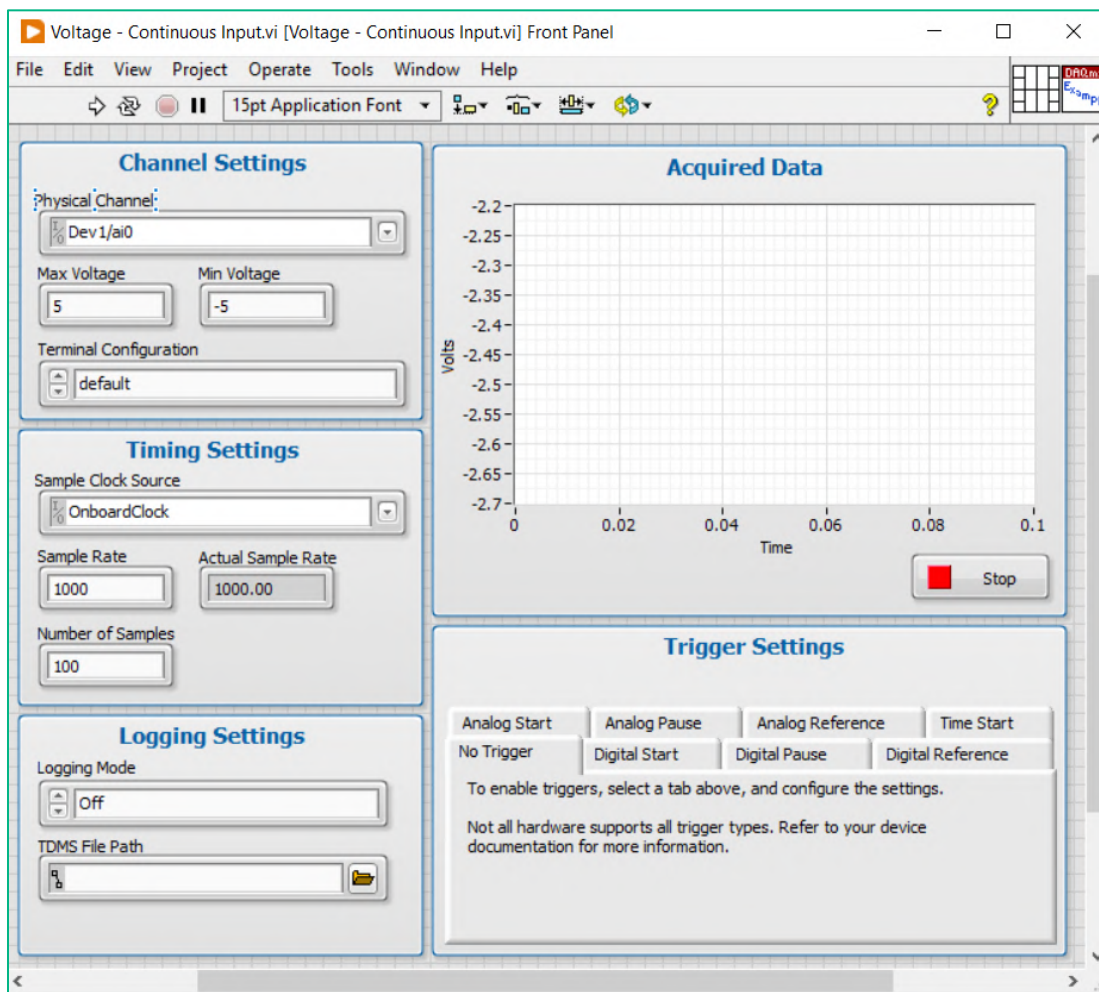 Voltage - Continuous Input.vi [Voltage - Continuous Input.vi] Front Panel
File Edit View Project Operate Tools Window Help
15pt Application Font
DAQm
Examp
Channel Settings
Physical Channel
Dev1/ai0
Max Voltage Min Voltage
5 -5
Terminal Configuration
default
Timing Settings
Sample Clock Source
OnboardClock
Sample Rate Actual Sample Rate
1000 1000.00
Number of Samples
100
Logging Settings
Logging Mode
Off
TDMS File Path
Acquired Data
Volts
-2.2
-2.25
-2.3
-2.35
-2.4
-2.45
-2.5
-2.55
-2.6
-2.65
-2.7
0 0.02 0.04 0.06 0.08 0.1
Time
Stop
Trigger Settings
Analog Start Analog Pause Analog Reference Time Start
No Trigger Digital Start Digital Pause Digital Reference
To enable triggers, select a tab above, and configure the settings.
Not all hardware supports all trigger types. Refer to your device
documentation for more information.